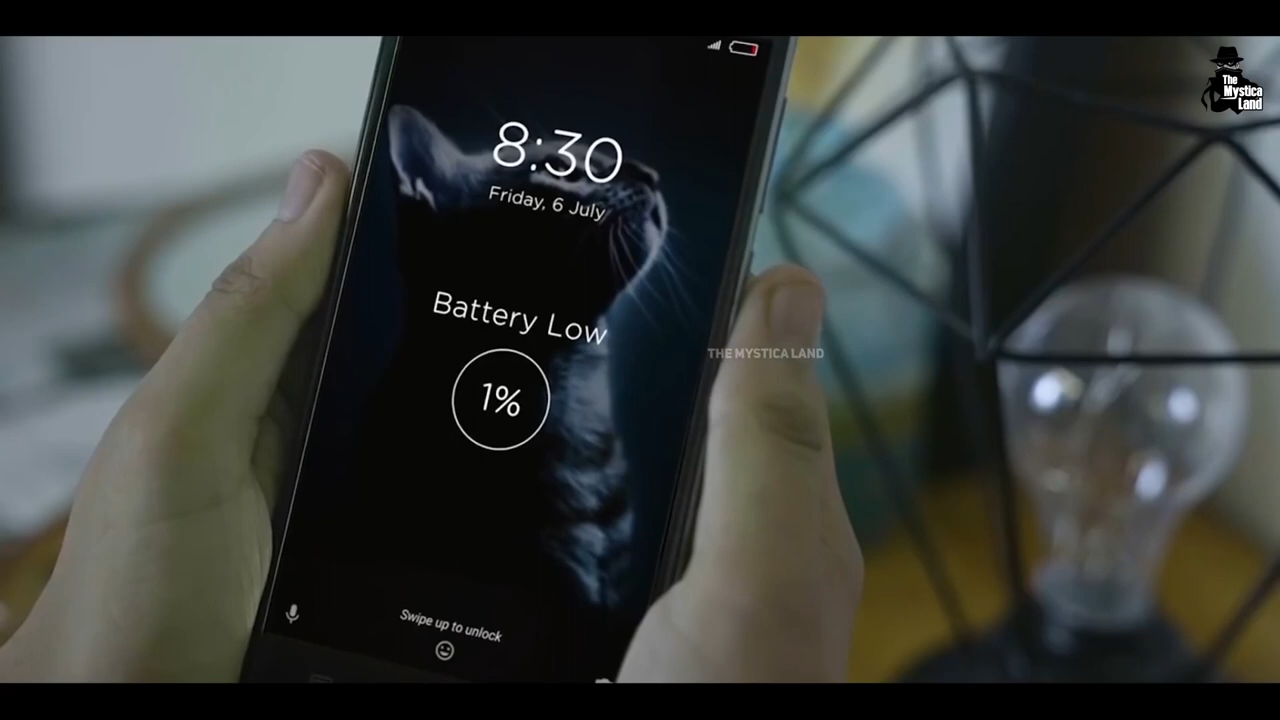 8:30
Friday, 6 July
Battery Low
1%
Swipe up to unlock
The
Mystica
Land
THE MYSTICA LAND